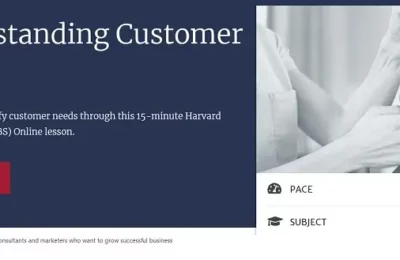 standing Customer
fy customer needs through this 15-minute Harvard
BS) Online lesson.
PACE
SUBJECT
onsultants and marketers who want to grow successful business